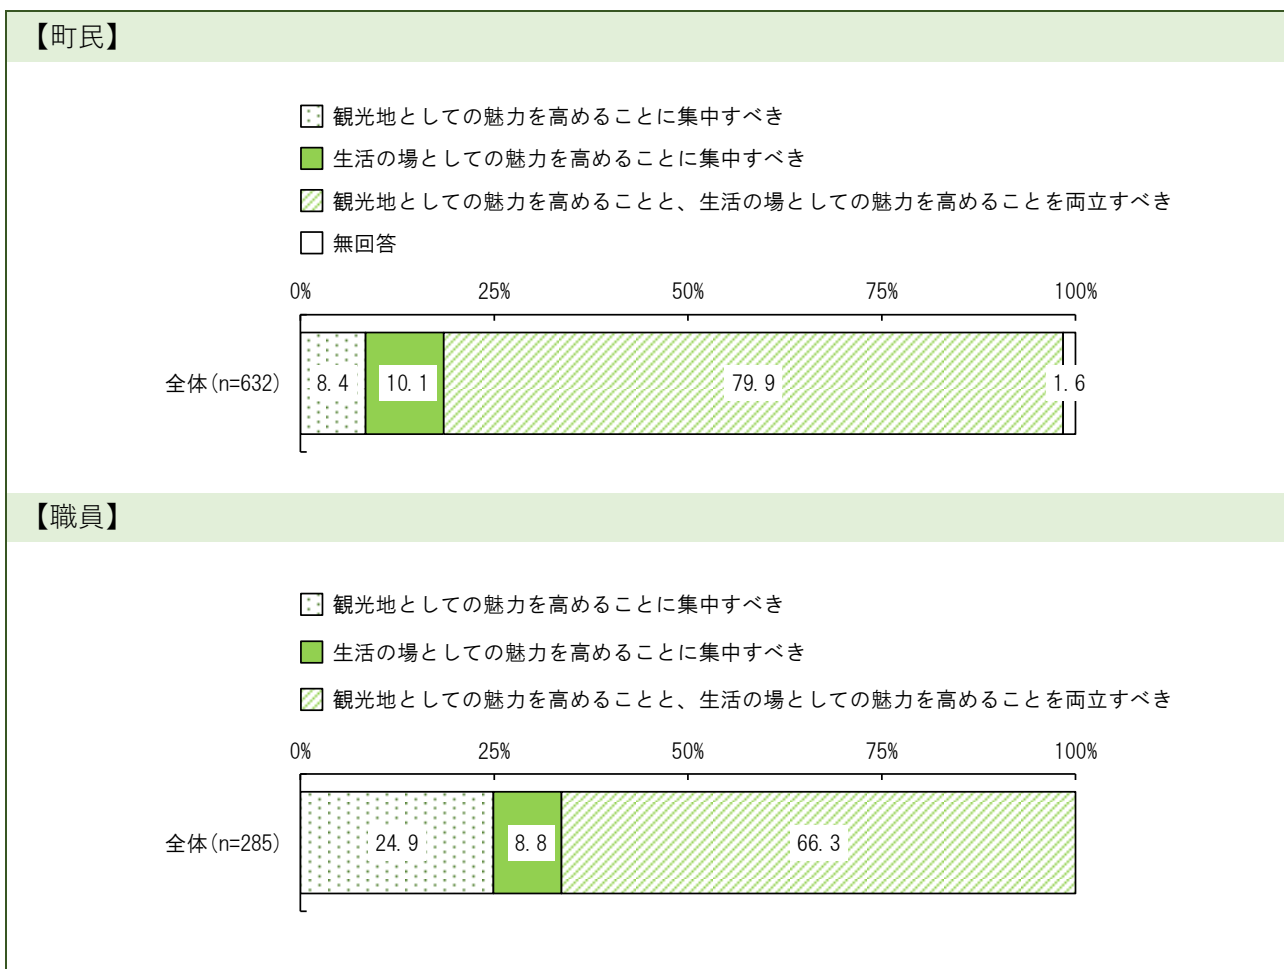 【町民】
観光地としての魅力を高めることに集中すべき
生活の場としての魅力を高めることに集中すべき
観光地としての魅力を高めることと、生活の場としての魅力を高めることを両立すべき
無回答
0% 25% 50% 75% 100%
全体(n=632) 8.4 10.1 79.9 1.6
【職員】
観光地としての魅力を高めることに集中すべき
生活の場としての魅力を高めることに集中すべき
観光地としての魅力を高めることと、生活の場としての魅力を高めることを両立すべき
0% 25% 50% 75% 100%
全体(n=285) 24.9 8.8 66.3